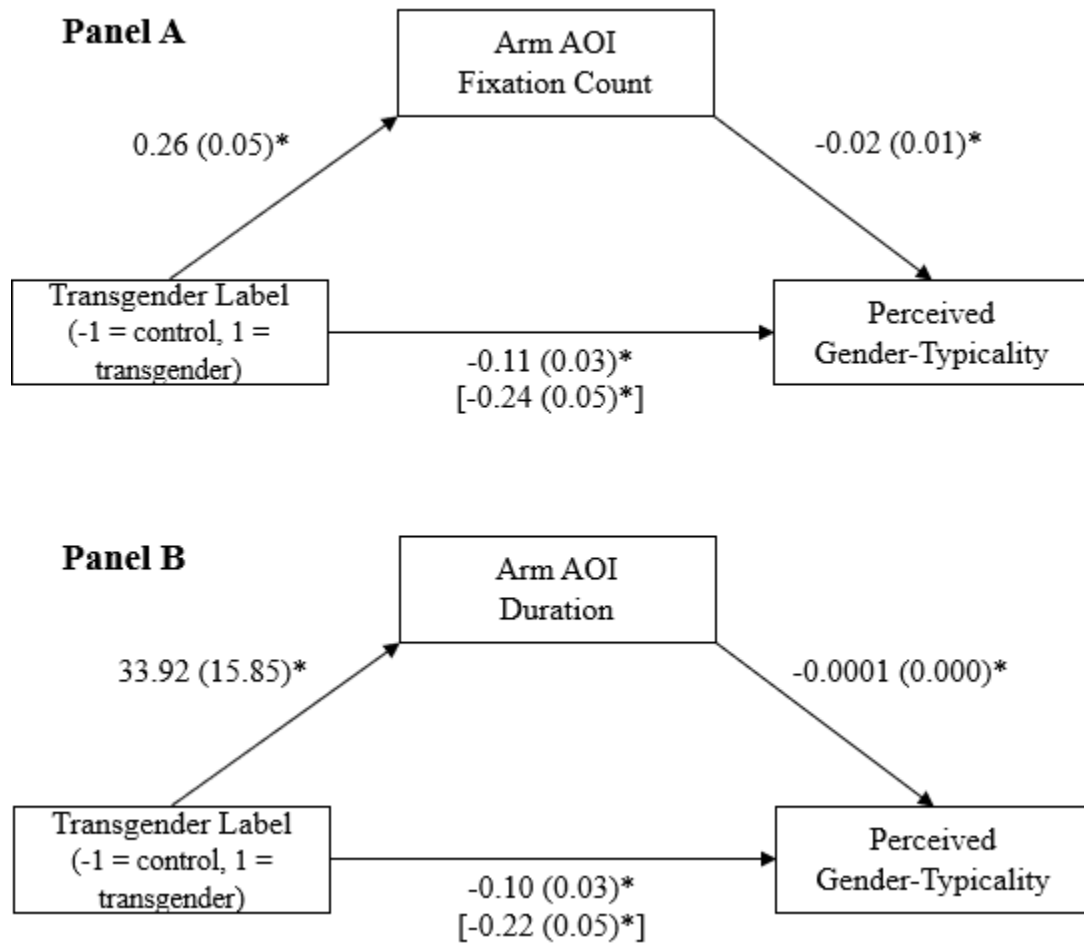 Panel A
Arm AOI
Fixation Count
0.26 (0.05)*
-0.02 (0.01)*
Transgender Label
(-1 = control, 1 =
transgender)
Perceived
Gender-Typicality
-0.11 (0.03)*
[-0.24 (0.05)*]
Panel B
Arm AOI
Duration
33.92 (15.85)*
-0.0001 (0.000)*
Transgender Label
(-1 = control, 1 =
transgender)
Perceived
Gender-Typicality
-0.10 (0.03)*
[-0.22 (0.05)*]